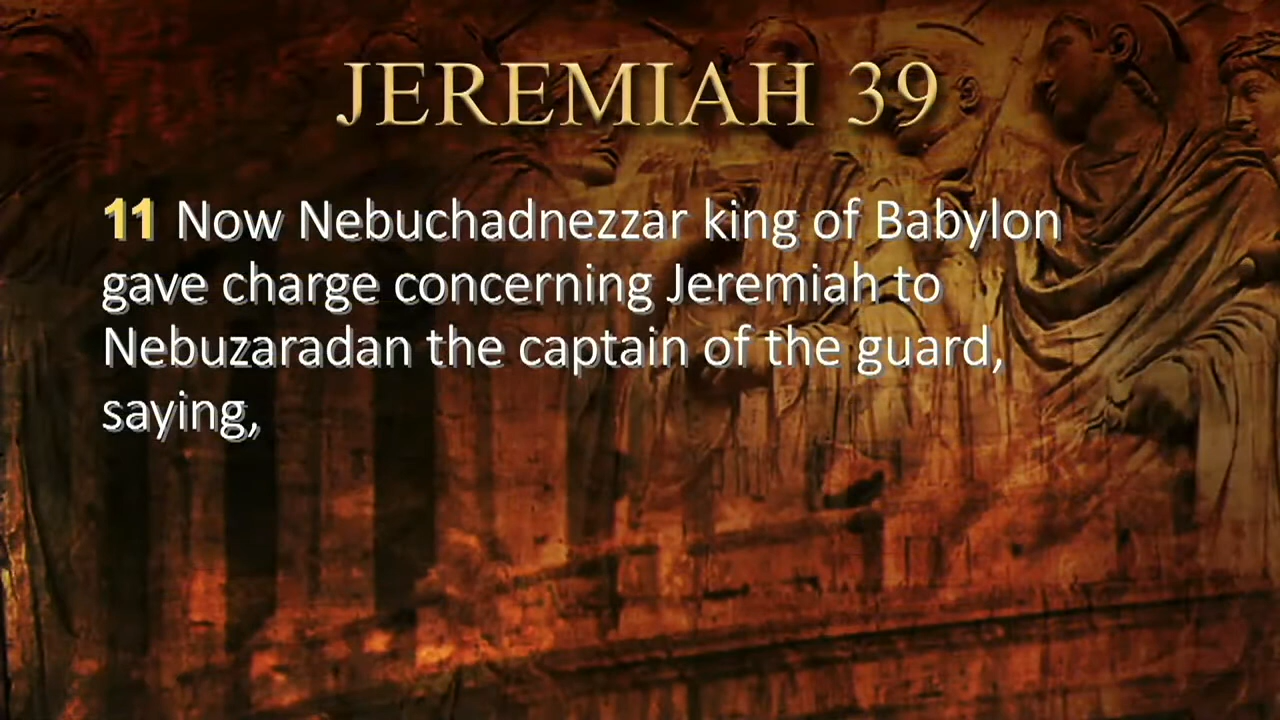 JEREMIAH 39
11 Now Nebuchadnezzar king of Babylon
gave charge concerning Jeremiah to
Nebuzaradan the captain of the guard,
saying,